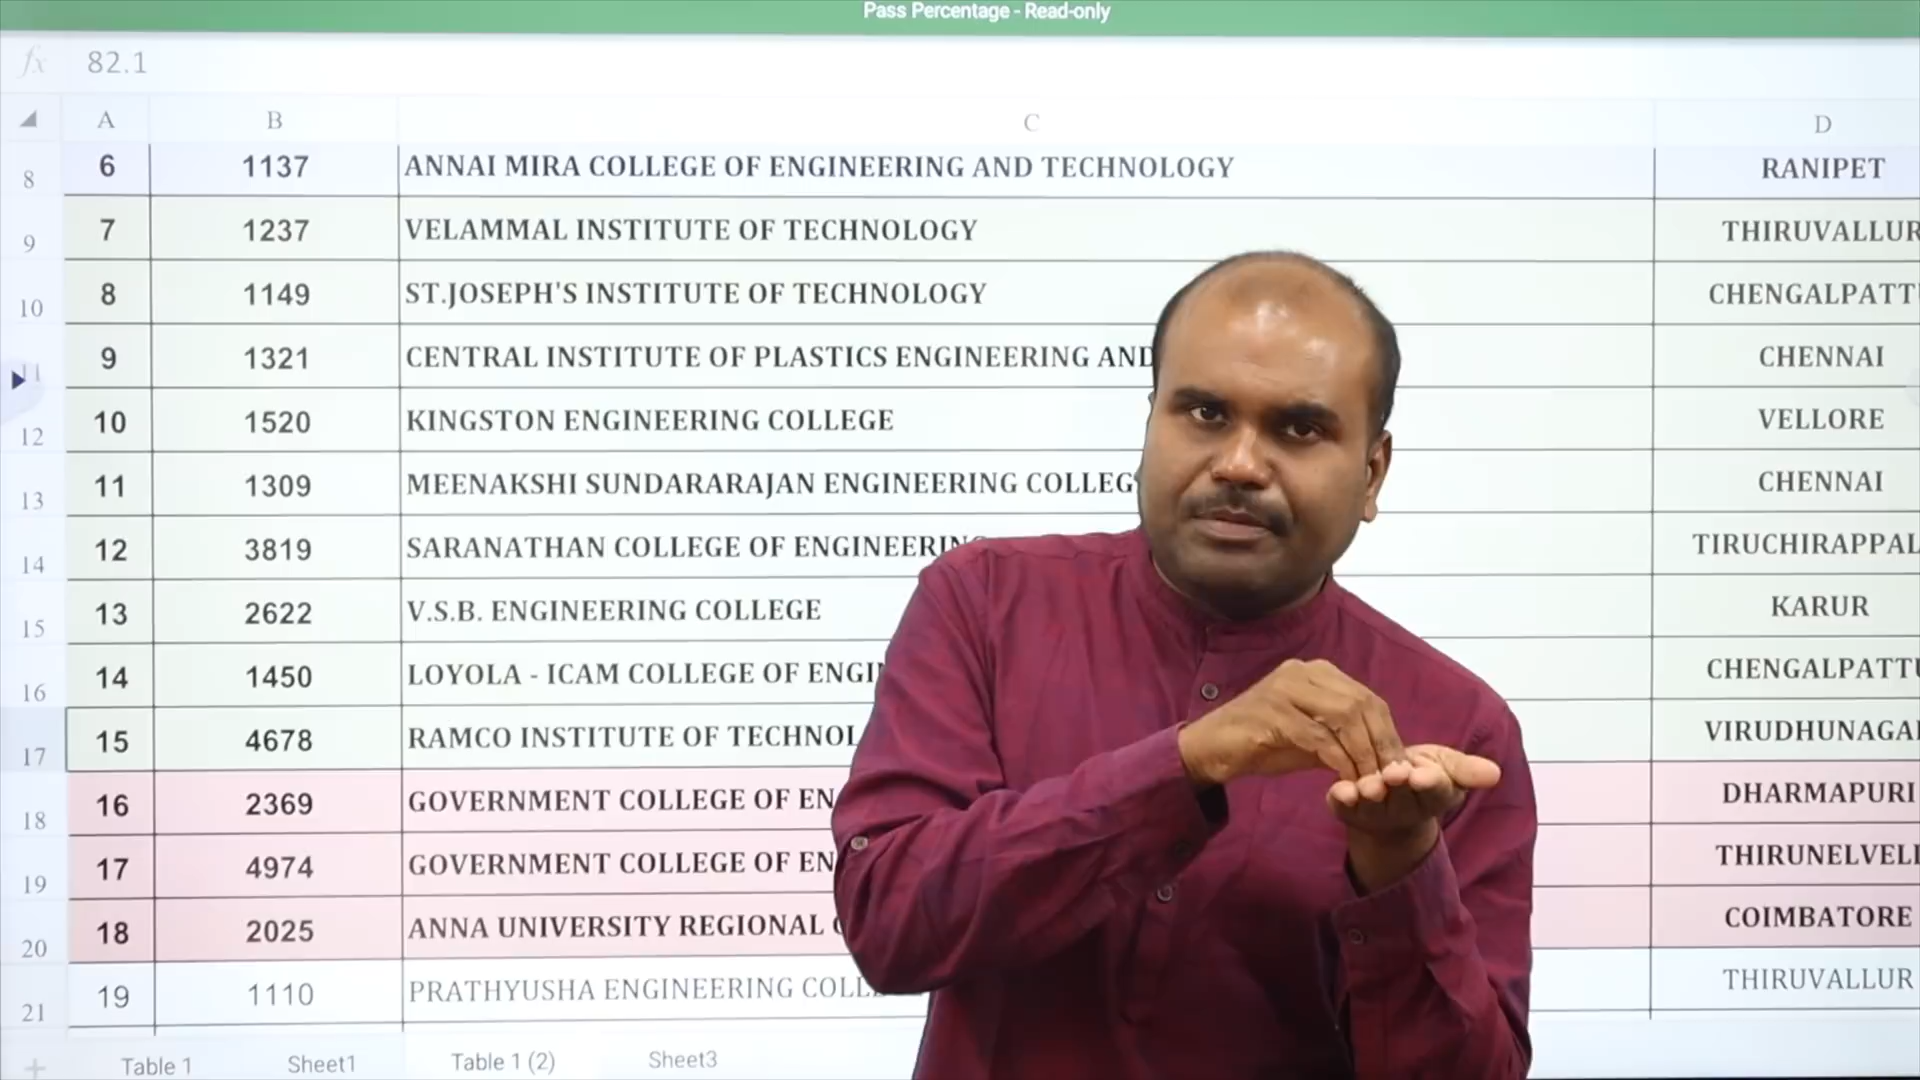 Pass Percentage - Read-only
fx 82.1
A B C D
8 6 1137 ANNAI MIRA COLLEGE OF ENGINEERING AND TECHNOLOGY RANIPET
9 7 1237 VELAMMAL INSTITUTE OF TECHNOLOGY THIRUVALLUR
10 8 1149 ST.JOSEPH'S INSTITUTE OF TECHNOLOGY CHENGALPATTU
11 9 1321 CENTRAL INSTITUTE OF PLASTICS ENGINEERING AND CHENNAI
12 10 1520 KINGSTON ENGINEERING COLLEGE VELLORE
13 11 1309 MEENAKSHI SUNDARARAJAN ENGINEERING COLLEG CHENNAI
14 12 3819 SARANATHAN COLLEGE OF ENGINEERING TIRUCHIRAPPAL
15 13 2622 V.S.B. ENGINEERING COLLEGE KARUR
16 14 1450 LOYOLA - ICAM COLLEGE OF ENGI CHENGALPATTU
17 15 4678 RAMCO INSTITUTE OF TECHNOL VIRUDHUNAGA
18 16 2369 GOVERNMENT COLLEGE OF EN DHARMAPURI
19 17 4974 GOVERNMENT COLLEGE OF EN THIRUNELVELI
20 18 2025 ANNA UNIVERSITY REGIONAL COIMBATORE
21 19 1110 PRATHYUSHA ENGINEERING COLLE THIRUVALLUR
+ Table 1 Sheet1 Table 1 (2) Sheet3